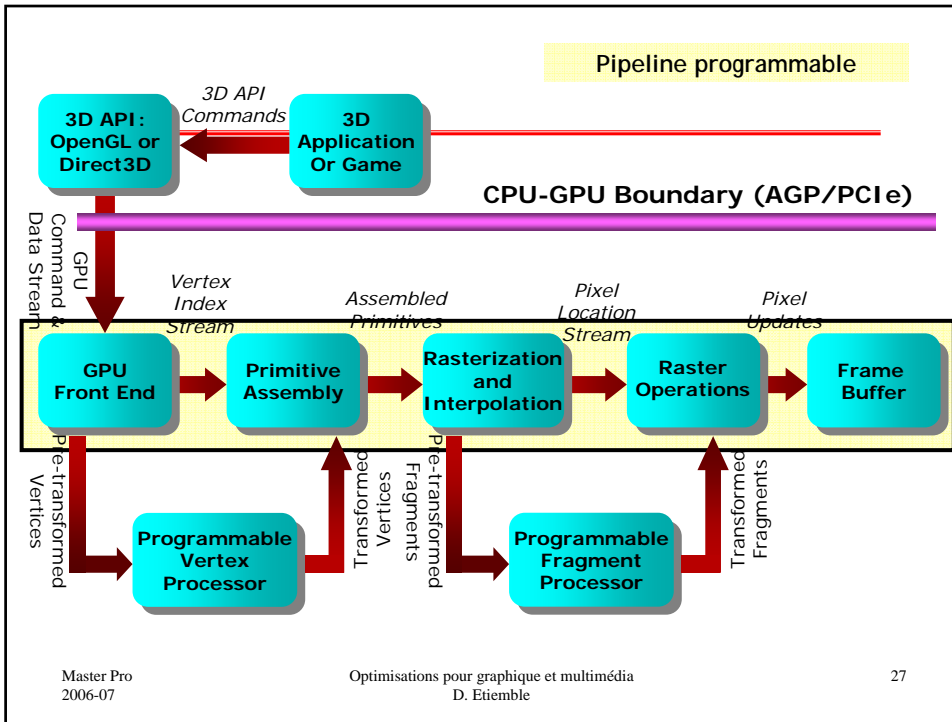 Pipeline programmable
3D API
Commands
3D API:
OpenGL or
Direct3D
3D
Application
Or Game
CPU-GPU Boundary (AGP/PCIe)
GPU
Command &
Data Stream
Vertex
Index
Stream
Assembled
Primitives
Pixel
Location
Stream
Pixel
Updates
GPU
Front End
Primitive
Assembly
Rasterization
and
Interpolation
Raster
Operations
Frame
Buffer
Pre-transformed
Vertices
Transformed
Vertices
Pre-transformed
Fragments
Transformed
Fragments
Programmable
Vertex
Processor
Programmable
Fragment
Processor
Master Pro
2006-07
Optimisations pour graphique et multimédia
D. Etiemble
27